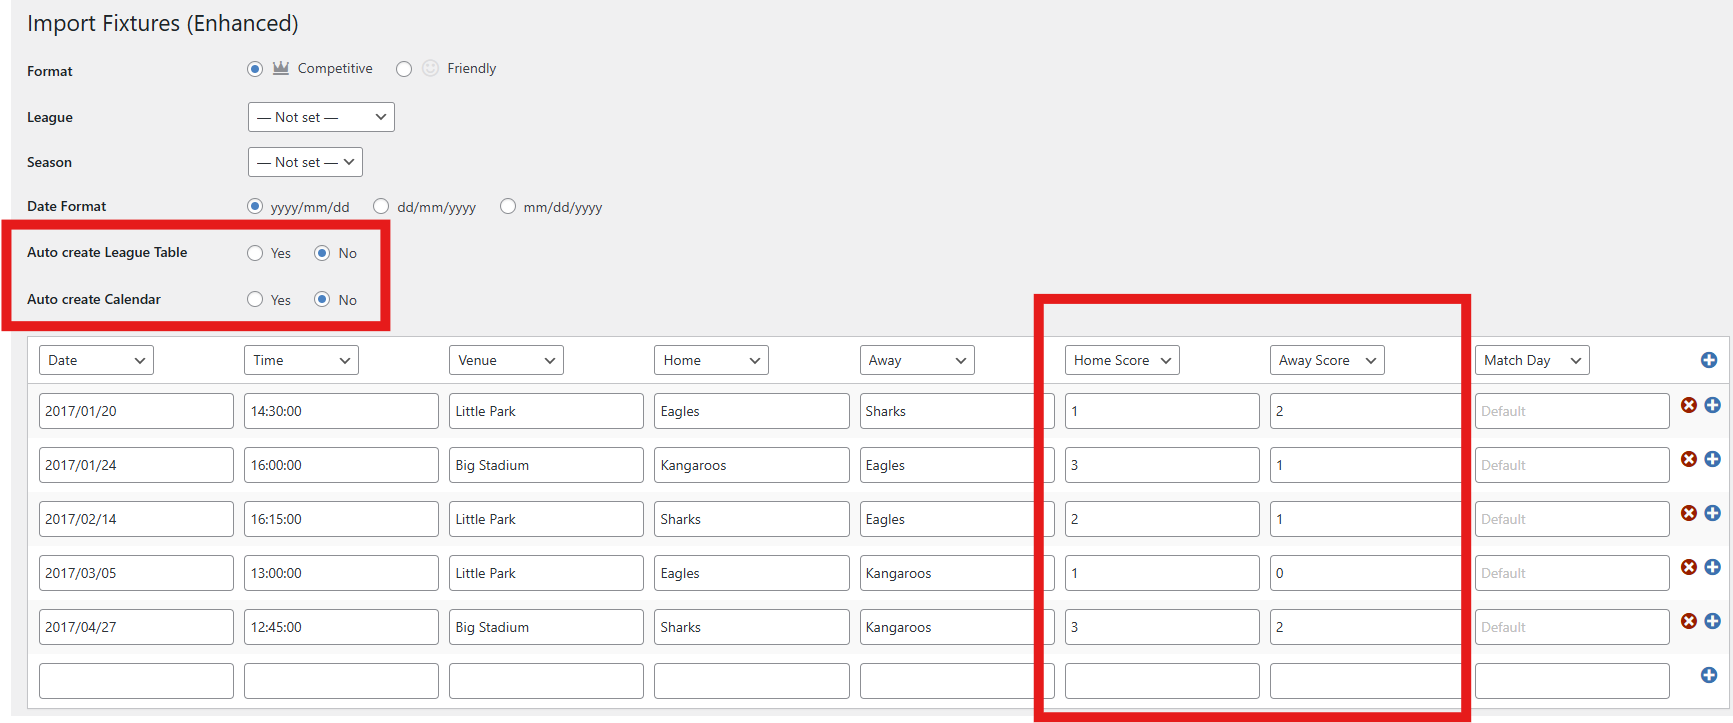 Import Fixtures (Enhanced)
Format Competitive Friendly
League — Not set —
Season — Not set —
Date Format yyyy/mm/dd dd/mm/yyyy mm/dd/yyyy
Auto create League Table Yes No
Auto create Calendar Yes No
Date Time Venue Home Away Home Score Away Score Match Day
2017/01/20 14:30:00 Little Park Eagles Sharks 1 2 Default
2017/01/24 16:00:00 Big Stadium Kangaroos Eagles 3 1 Default
2017/02/14 16:15:00 Little Park Sharks Eagles 2 1 Default
2017/03/05 13:00:00 Little Park Eagles Kangaroos 1 0 Default
2017/04/27 12:45:00 Big Stadium Sharks Kangaroos 3 2 Default